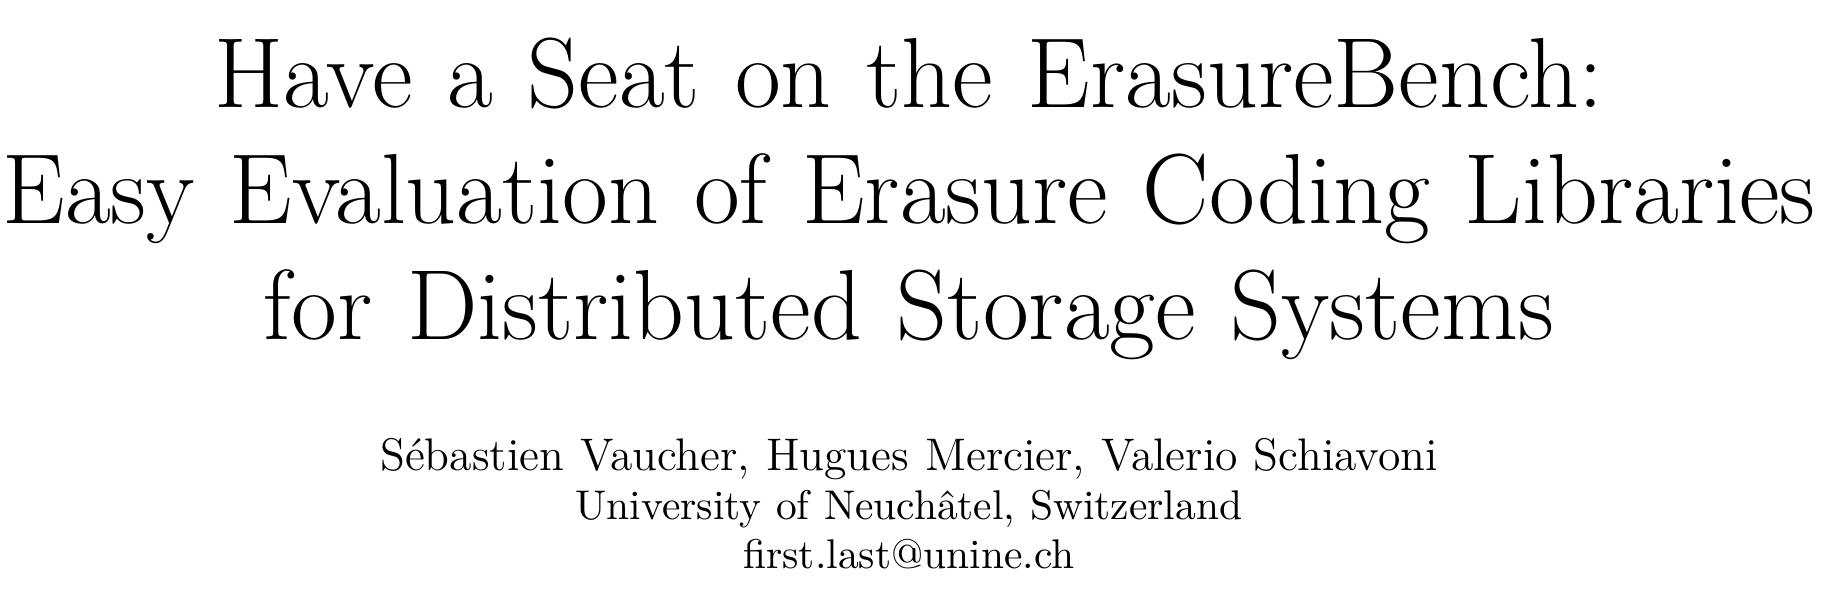 Have a Seat on the ErasureBench:
Easy Evaluation of Erasure Coding Libraries
for Distributed Storage Systems
Sébastien Vaucher, Hugues Mercier, Valerio Schiavoni
University of Neuchâtel, Switzerland
first.last@unine.ch